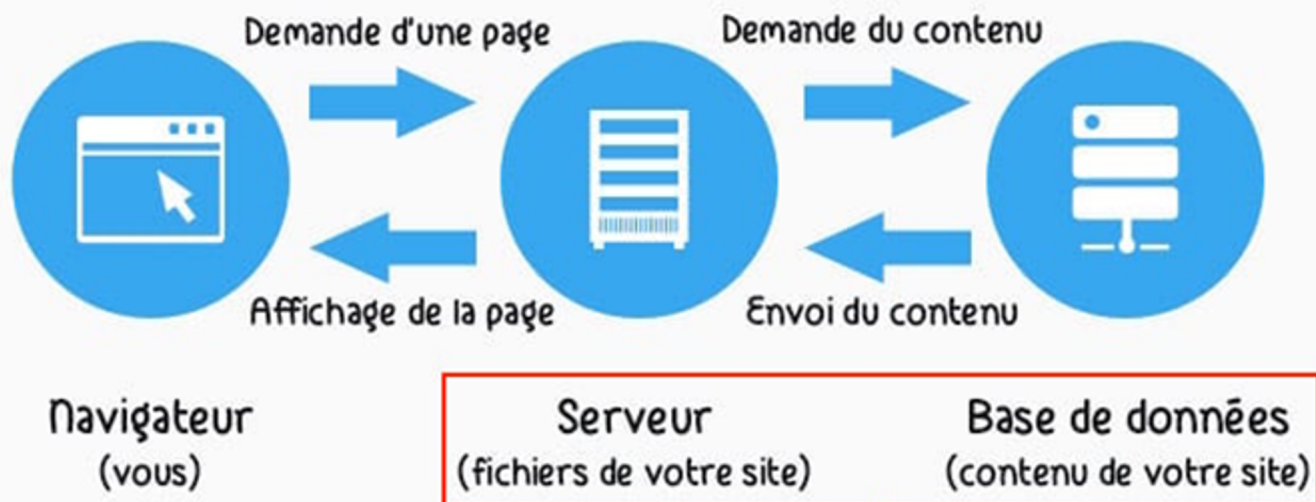 Demande d'une page
Demande du contenu
Affichage de la page
Envoi du contenu
Navigateur
(vous)
Serveur
(fichiers de votre site)
Base de données
(contenu de votre site)